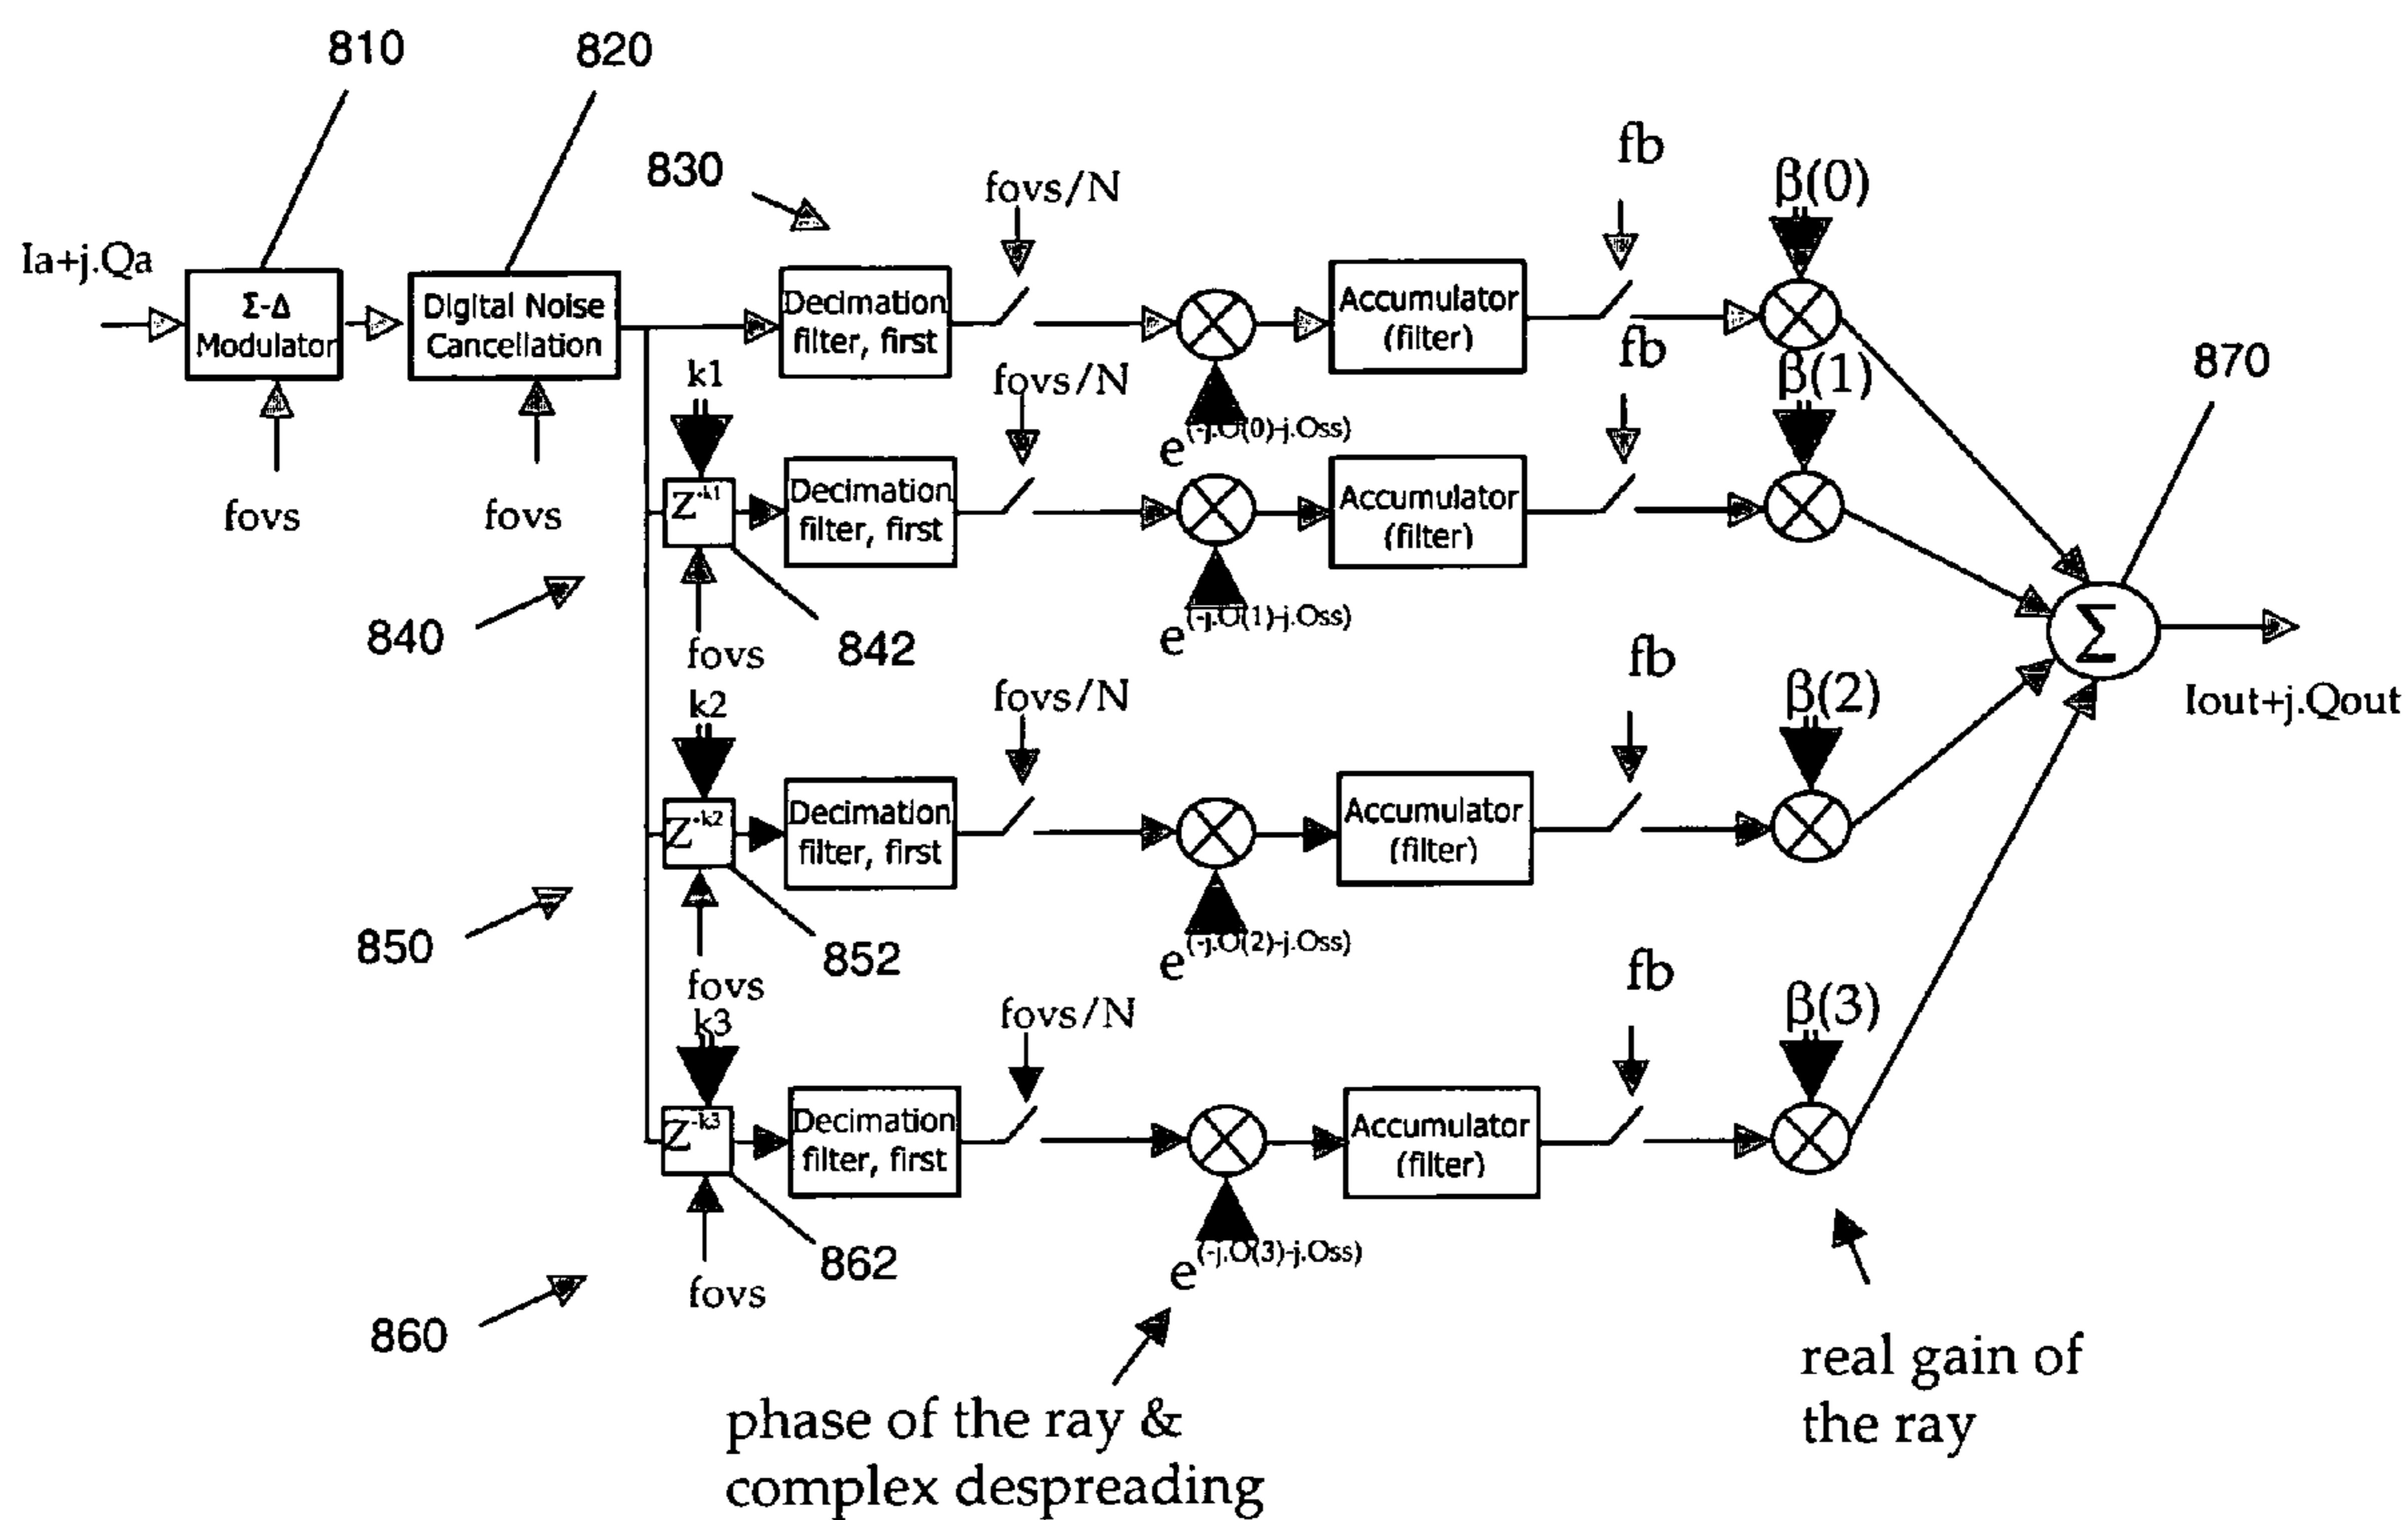 810
820
830
fovs/N
fb
β(0)
Ia+j.Qa
Σ-Δ
Modulator
Digital Noise
Cancellation
Decimation
filter, first
Accumulator
(filter)
fovs
fovs
k1
fovs/N
e(-j.O(0)-j.Oss)
fb
β(1)
870
Z-k1
Decimation
filter, first
Accumulator
(filter)
840
fovs
842
e(-j.O(1)-j.Oss)
Σ
Iout+j.Qout
k2
fovs/N
fb
β(2)
Z-k2
Decimation
filter, first
Accumulator
(filter)
850
fovs
852
e(-j.O(2)-j.Oss)
k3
fovs/N
fb
β(3)
Z-k3
Decimation
filter, first
Accumulator
(filter)
860
fovs
862
e(-j.O(3)-j.Oss)
phase of the ray &
complex despreading
real gain of
the ray